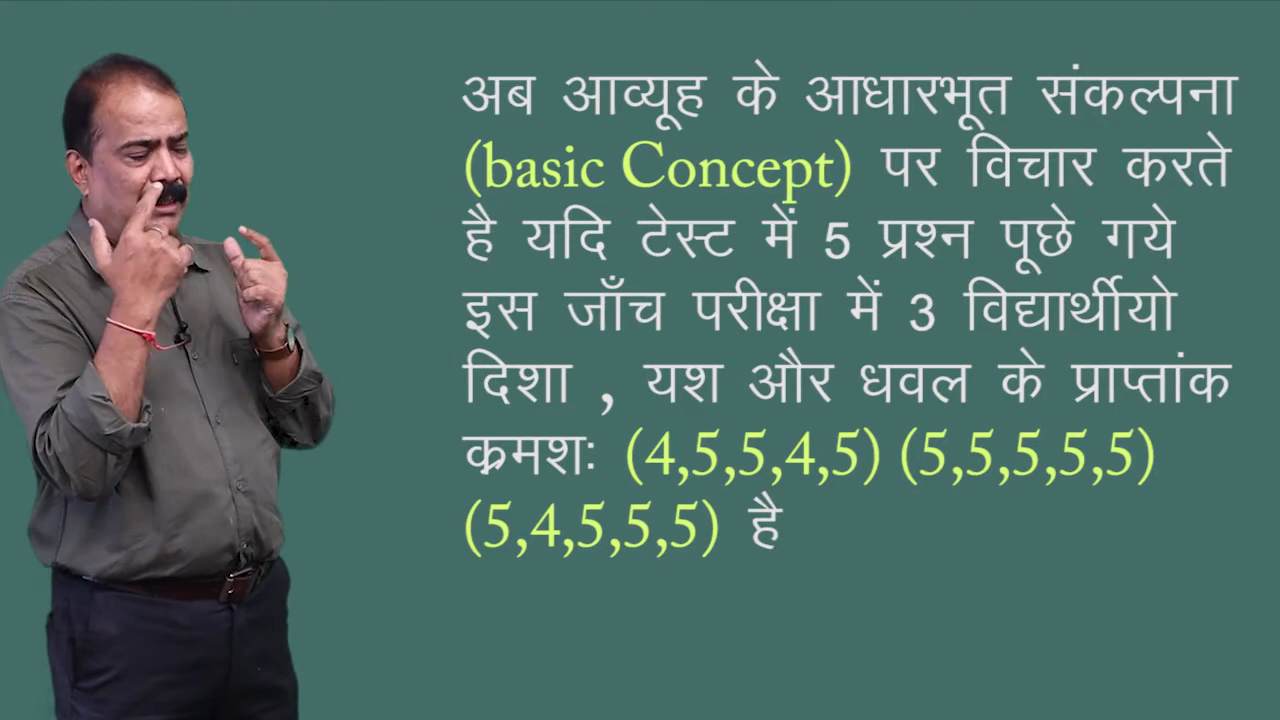 अब आव्यूह के आधारभूत संकल्पना
(basic Concept) पर विचार करते
है यदि टेस्ट में 5 प्रश्न पूछे गये
इस जाँच परीक्षा में 3 विद्यार्थीयो
दिशा , यश और धवल के प्राप्तांक
क्रमशः (4,5,5,4,5) (5,5,5,5,5)
(5,4,5,5,5) है